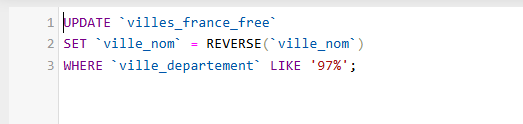 1 UPDATE `villes_france_free`
2 SET `ville_nom` = REVERSE(`ville_nom`)
3 WHERE `ville_departement` LIKE '97%';